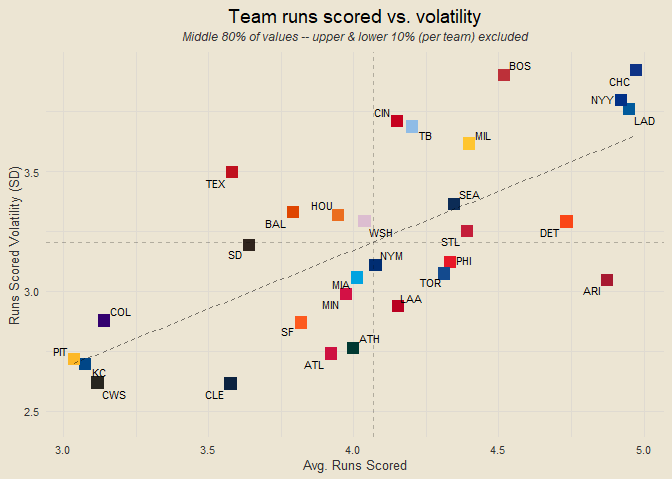 Team runs scored vs. volatility
Middle 80% of values -- upper & lower 10% (per team) excluded
Runs Scored Volatility (SD)
BOS
CHC
NYY
LAD
CIN
TB
MIL
3.5
TEX
SEA
HOU
BAL
WSH
STL
DET
SD
NYM
PHI
MIA
TOR
ARI
3.0
MIN
LAA
COL
SF
ATH
PIT
ATL
KC
CWS
CLE
2.5
3.0
3.5
4.0
4.5
5.0
Avg. Runs Scored